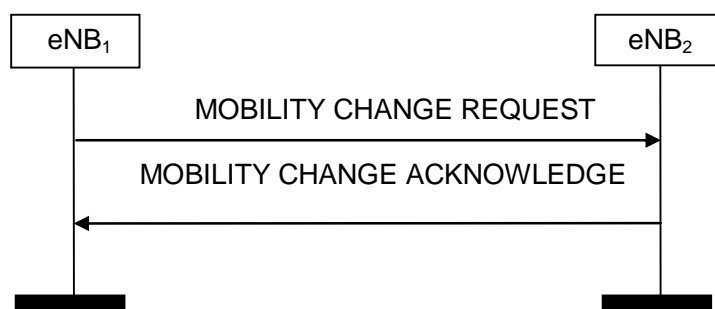 eNB₁ eNB₂
MOBILITY CHANGE REQUEST
MOBILITY CHANGE ACKNOWLEDGE